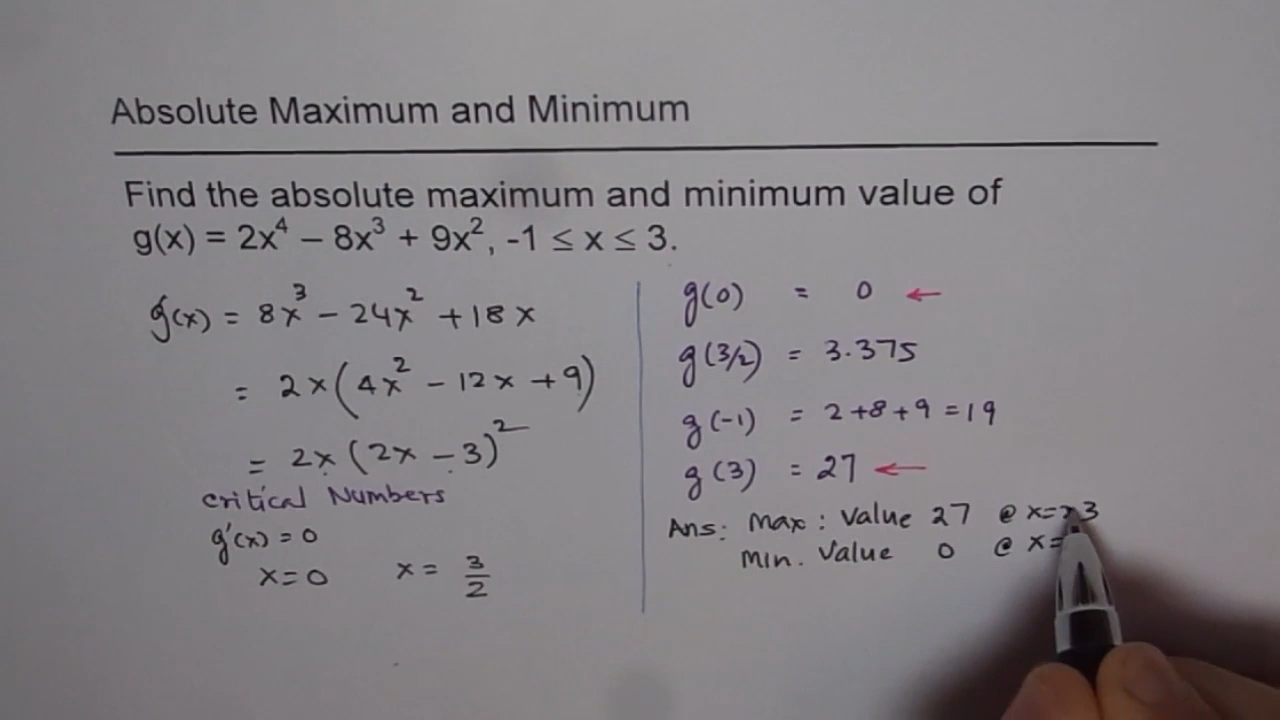 Absolute Maximum and Minimum
Find the absolute maximum and minimum value of
g(x) = 2x⁴ – 8x³ + 9x², -1 ≤ x ≤ 3.
g'(x) = 8x³ – 24x² + 18x
= 2x(4x² – 12x + 9)
= 2x(2x – 3)²
Critical Numbers
g'(x) = 0
x = 0 x = 3/2
g(0) = 0 ←
g(3/2) = 3.375
g(-1) = 2+8+9 = 19
g(3) = 27 ←
Ans: Max: Value 27 @ x= 3
Min. Value 0 @ x=